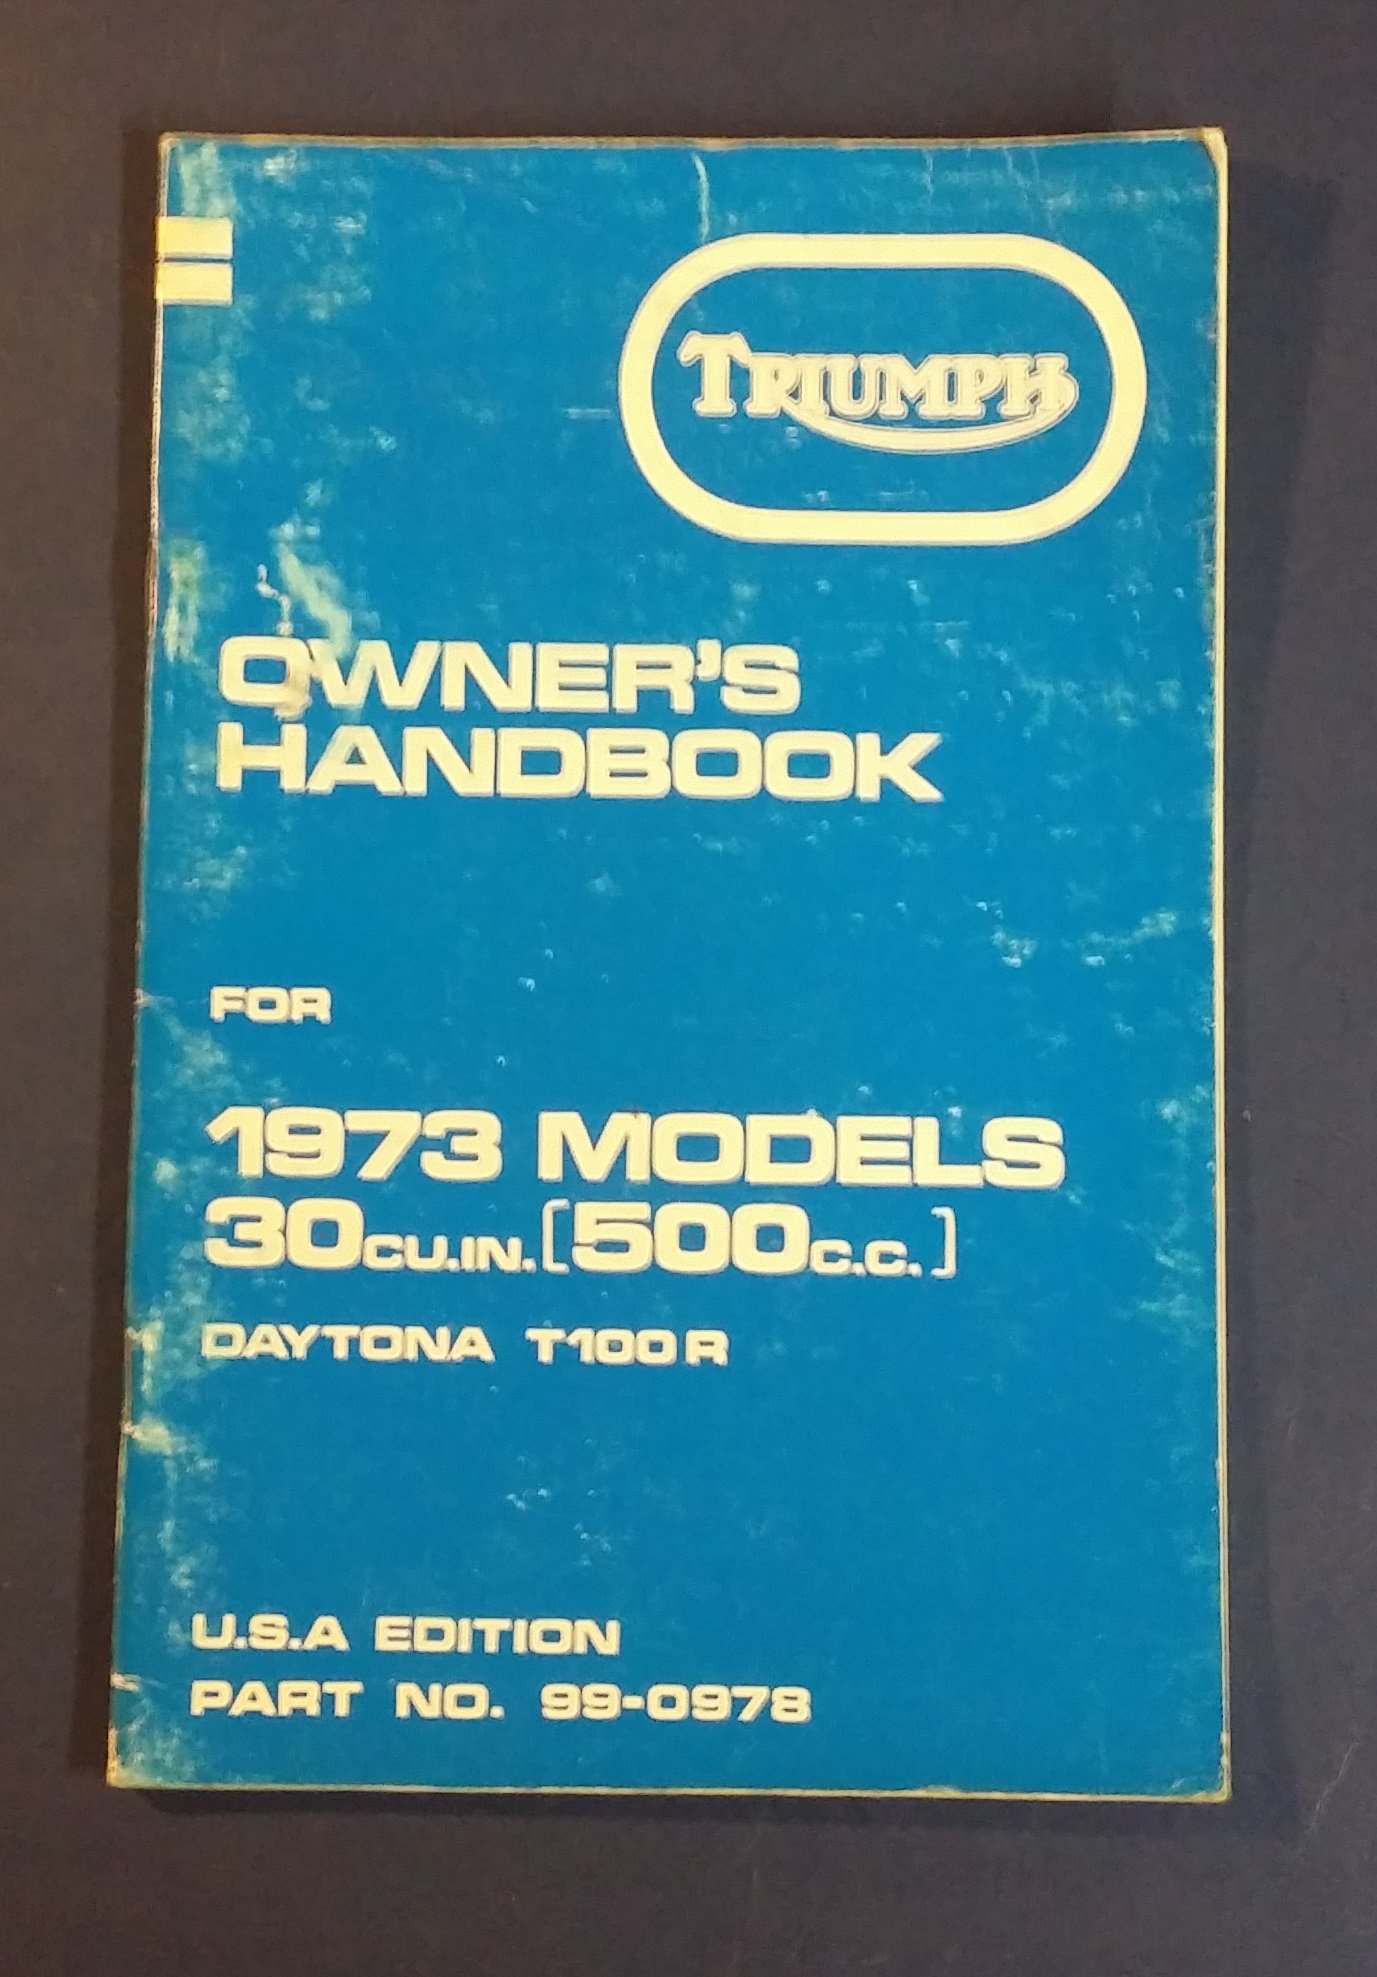 TRIUMPH
OWNER'S
HANDBOOK
FOR
1973 MODELS
30CU.IN.[500C.C.]
DAYTONA T100R
U.S.A EDITION
PART NO. 99-0978